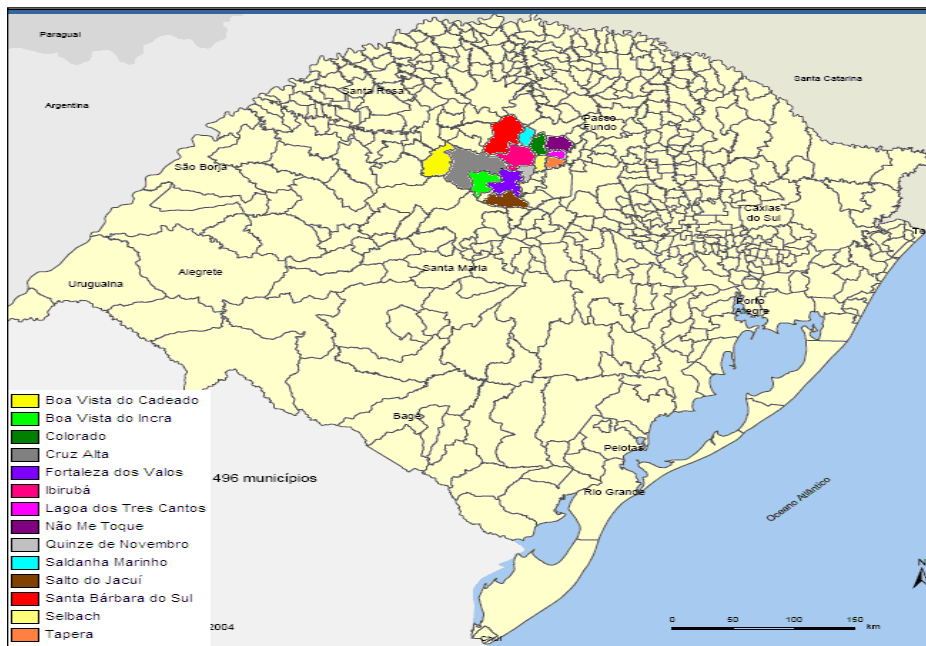 Paraguai
Santa Catarina
Santa Rosa
Argentina
Passo
Fundo
São Borja
Caxias
do Sul
To
Santa Maria
Alegrete
Uruguaina
Porto
Alegre
Boa Vista do Cadeado
Boa Vista do Incra
Bagé
Colorado
Pelotas
Cruz Alta
Fortaleza dos Valos
496 municípios
Ibirubá
Rio Grande
Oceano Atlântico
Lagoa dos Tres Cantos
Não Me Toque
Quinze de Novembro
Saldanha Marinho
N
Salto do Jacuí
Santa Bárbara do Sul
Selbach
0 50 100 150
km
2004
Tapera
Chuí